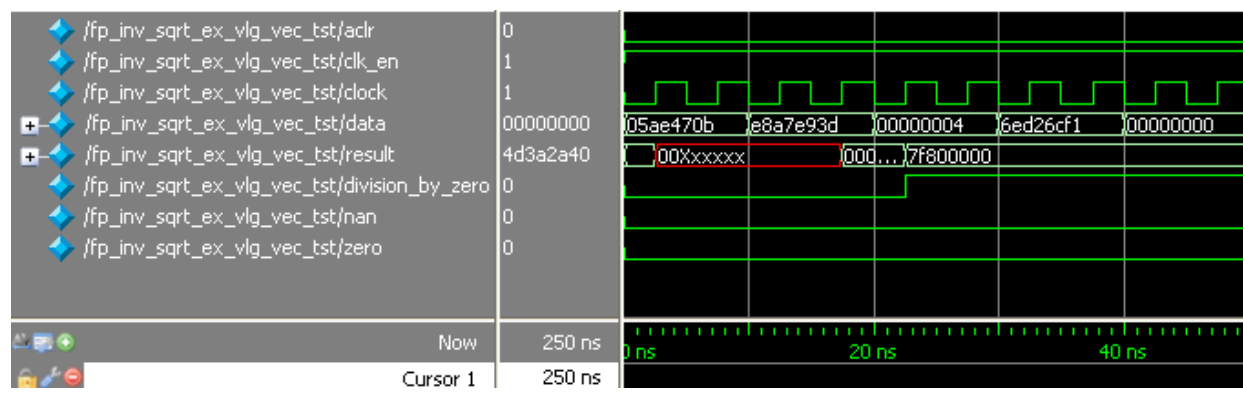 /fp_inv_sqrt_ex_vlg_vec_tst/aclr 0
/fp_inv_sqrt_ex_vlg_vec_tst/clk_en 1
/fp_inv_sqrt_ex_vlg_vec_tst/clock 1
/fp_inv_sqrt_ex_vlg_vec_tst/data 00000000 05ae470b e8a7e93d 00000004 6ed26cf1 00000000
/fp_inv_sqrt_ex_vlg_vec_tst/result 4d3a2a40 00Xxxxxx 000... 7f800000
/fp_inv_sqrt_ex_vlg_vec_tst/division_by_zero 0
/fp_inv_sqrt_ex_vlg_vec_tst/nan 0
/fp_inv_sqrt_ex_vlg_vec_tst/zero 0
Now 250 ns 0 ns 20 ns 40 ns
Cursor 1 250 ns